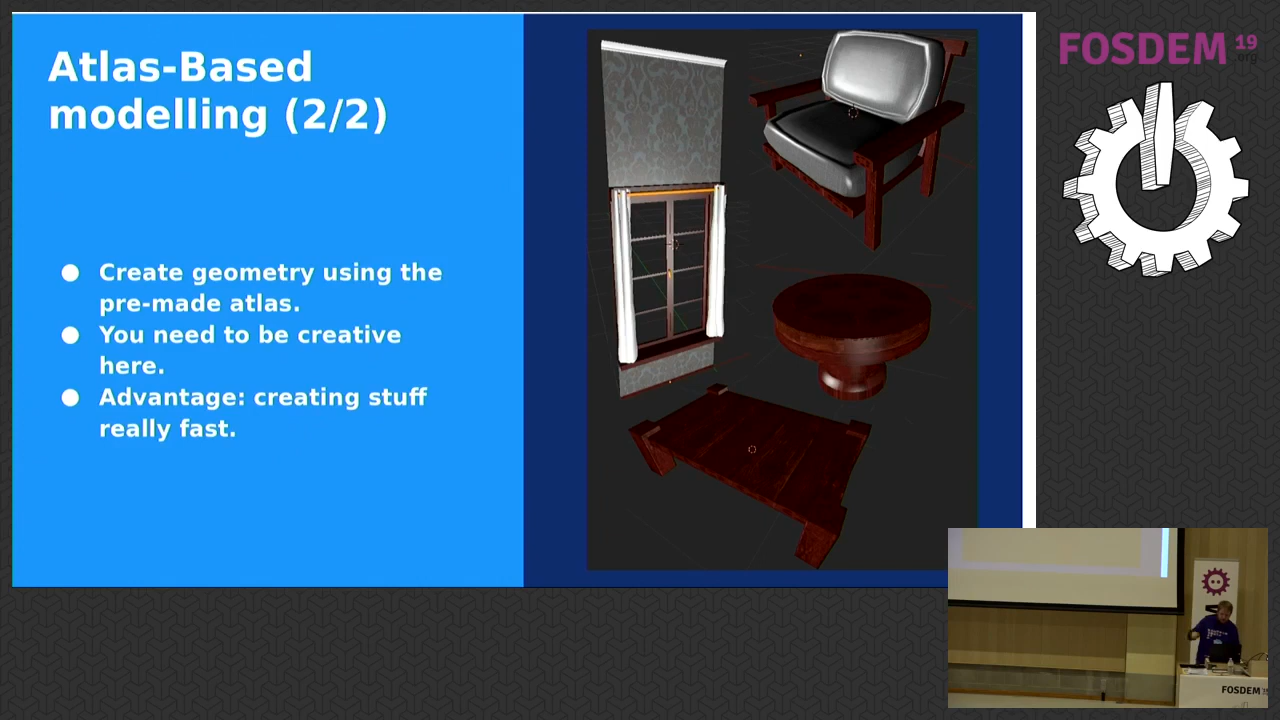 Atlas-Based
modelling (2/2)
● Create geometry using the
pre-made atlas.
● You need to be creative
here.
● Advantage: creating stuff
really fast.
FOSDEM 19
.org
FOSDEM